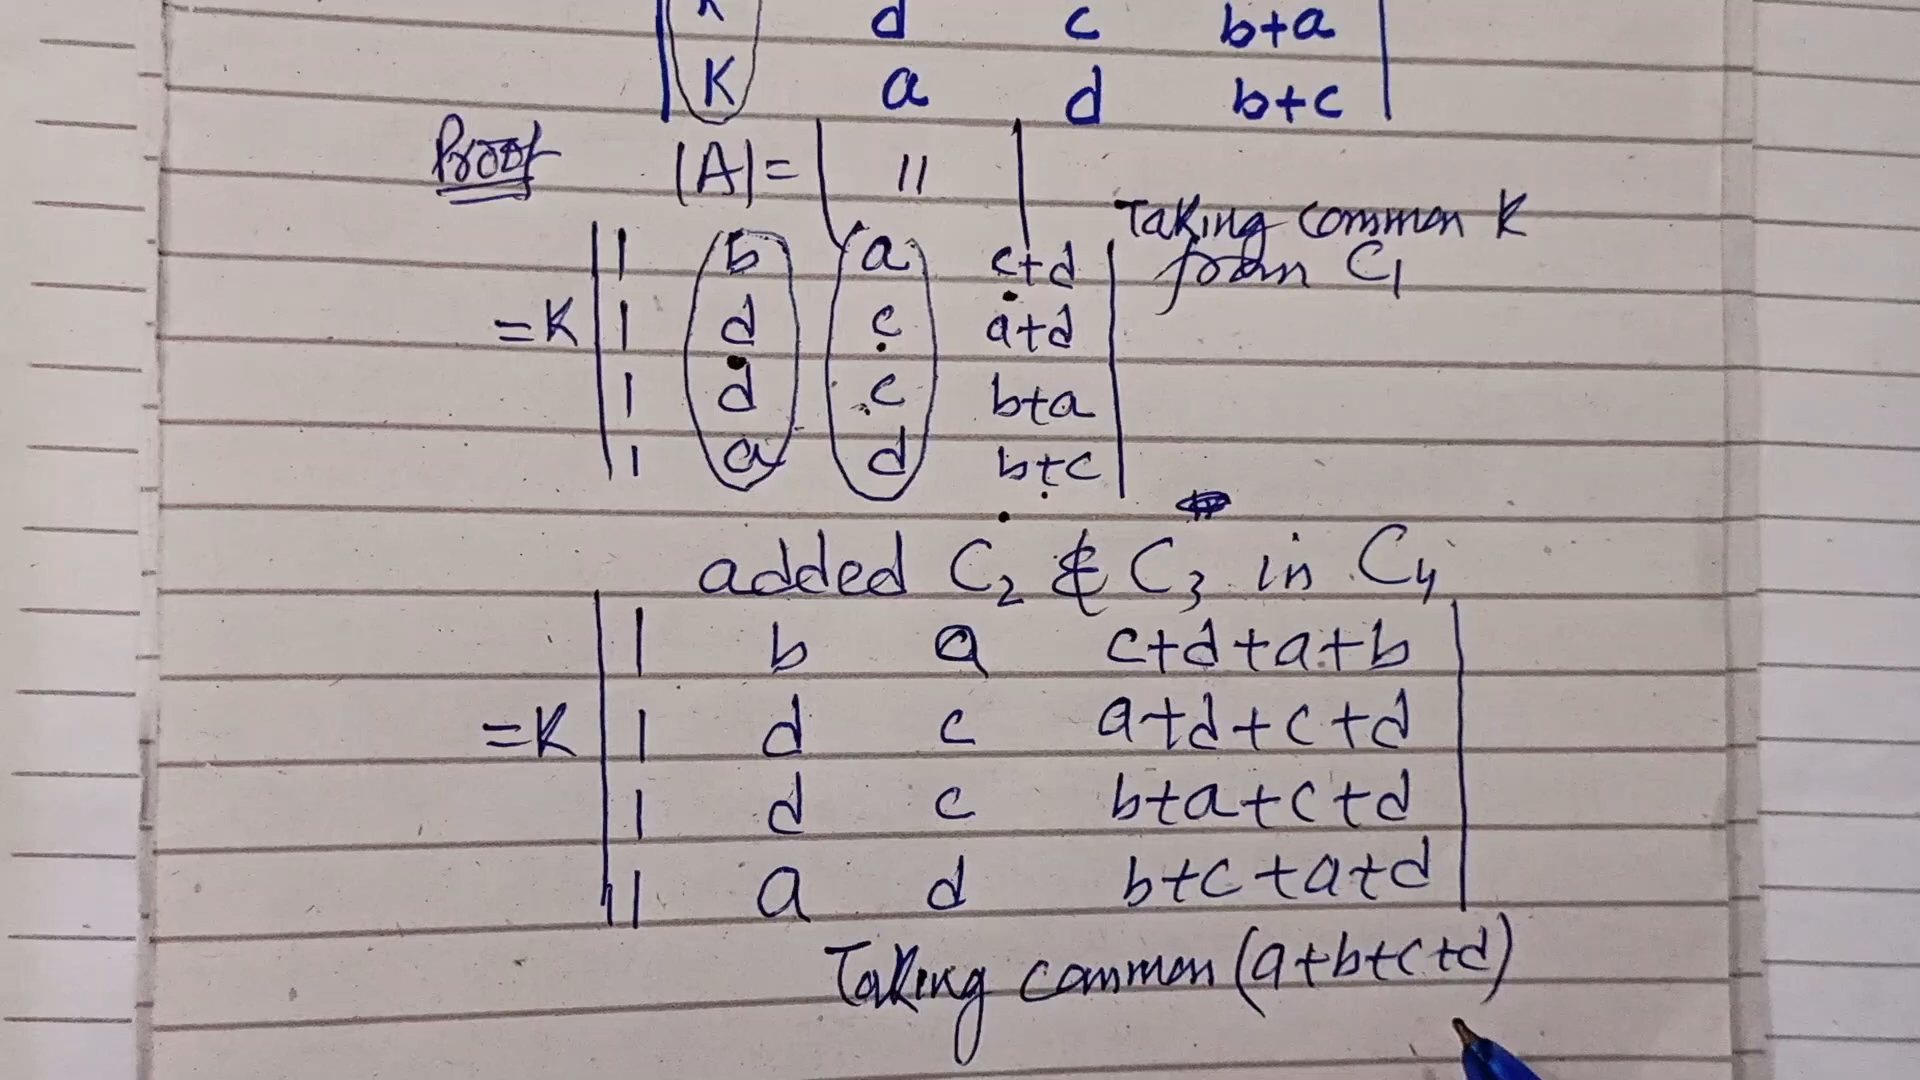 K d c b+a
K a d b+c
Proof |A| = | 11 |
Taking common K
from C1
1 b a c+d
=K 1 d c a+d
1 d c b+a
1 a d b+c
added C2 & C3 in C4
1 b a c+d+a+b
=K 1 d c a+d+c+d
1 d c b+a+c+d
1 a d b+c+a+d
Taking common (a+b+c+d)